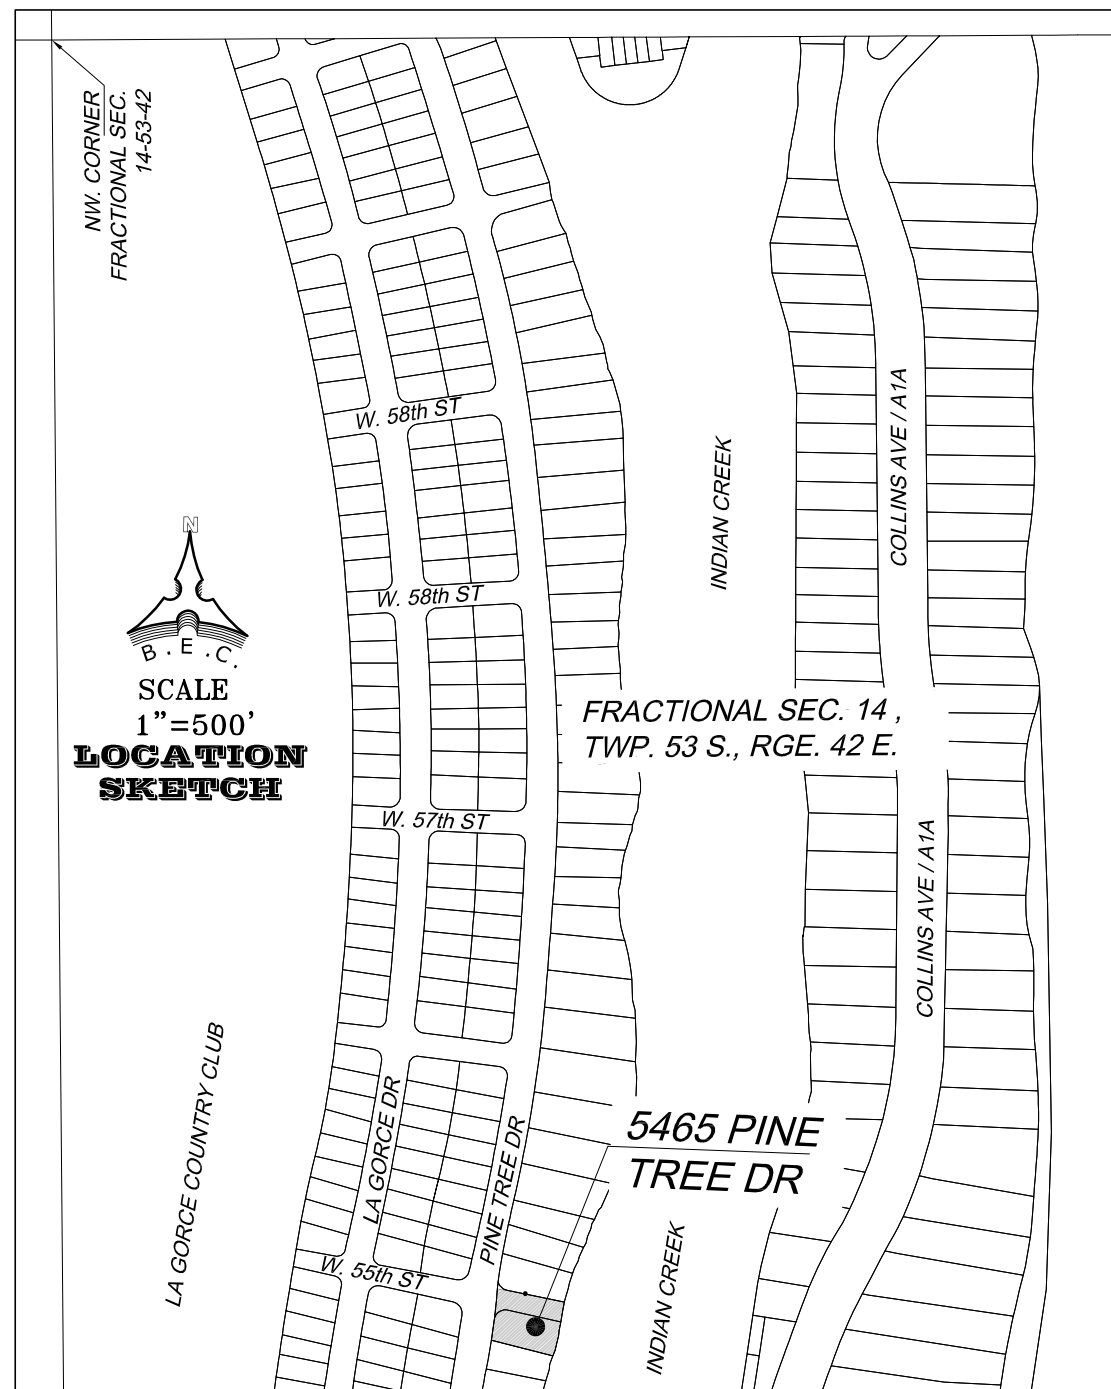 NW. CORNER
FRACTIONAL SEC.
14-53-42
W. 58th ST
COLLINS AVE / A1A
INDIAN CREEK
N
W. 58th ST
B . E . C .
SCALE
1"=500'
LOCATION
SKETCH
FRACTIONAL SEC. 14 ,
TWP. 53 S., RGE. 42 E.
W. 57th ST
COLLINS AVE / A1A
LA GORCE COUNTRY CLUB
LA GORCE DR
PINE TREE DR
5465 PINE
TREE DR
W. 55th ST
INDIAN CREEK